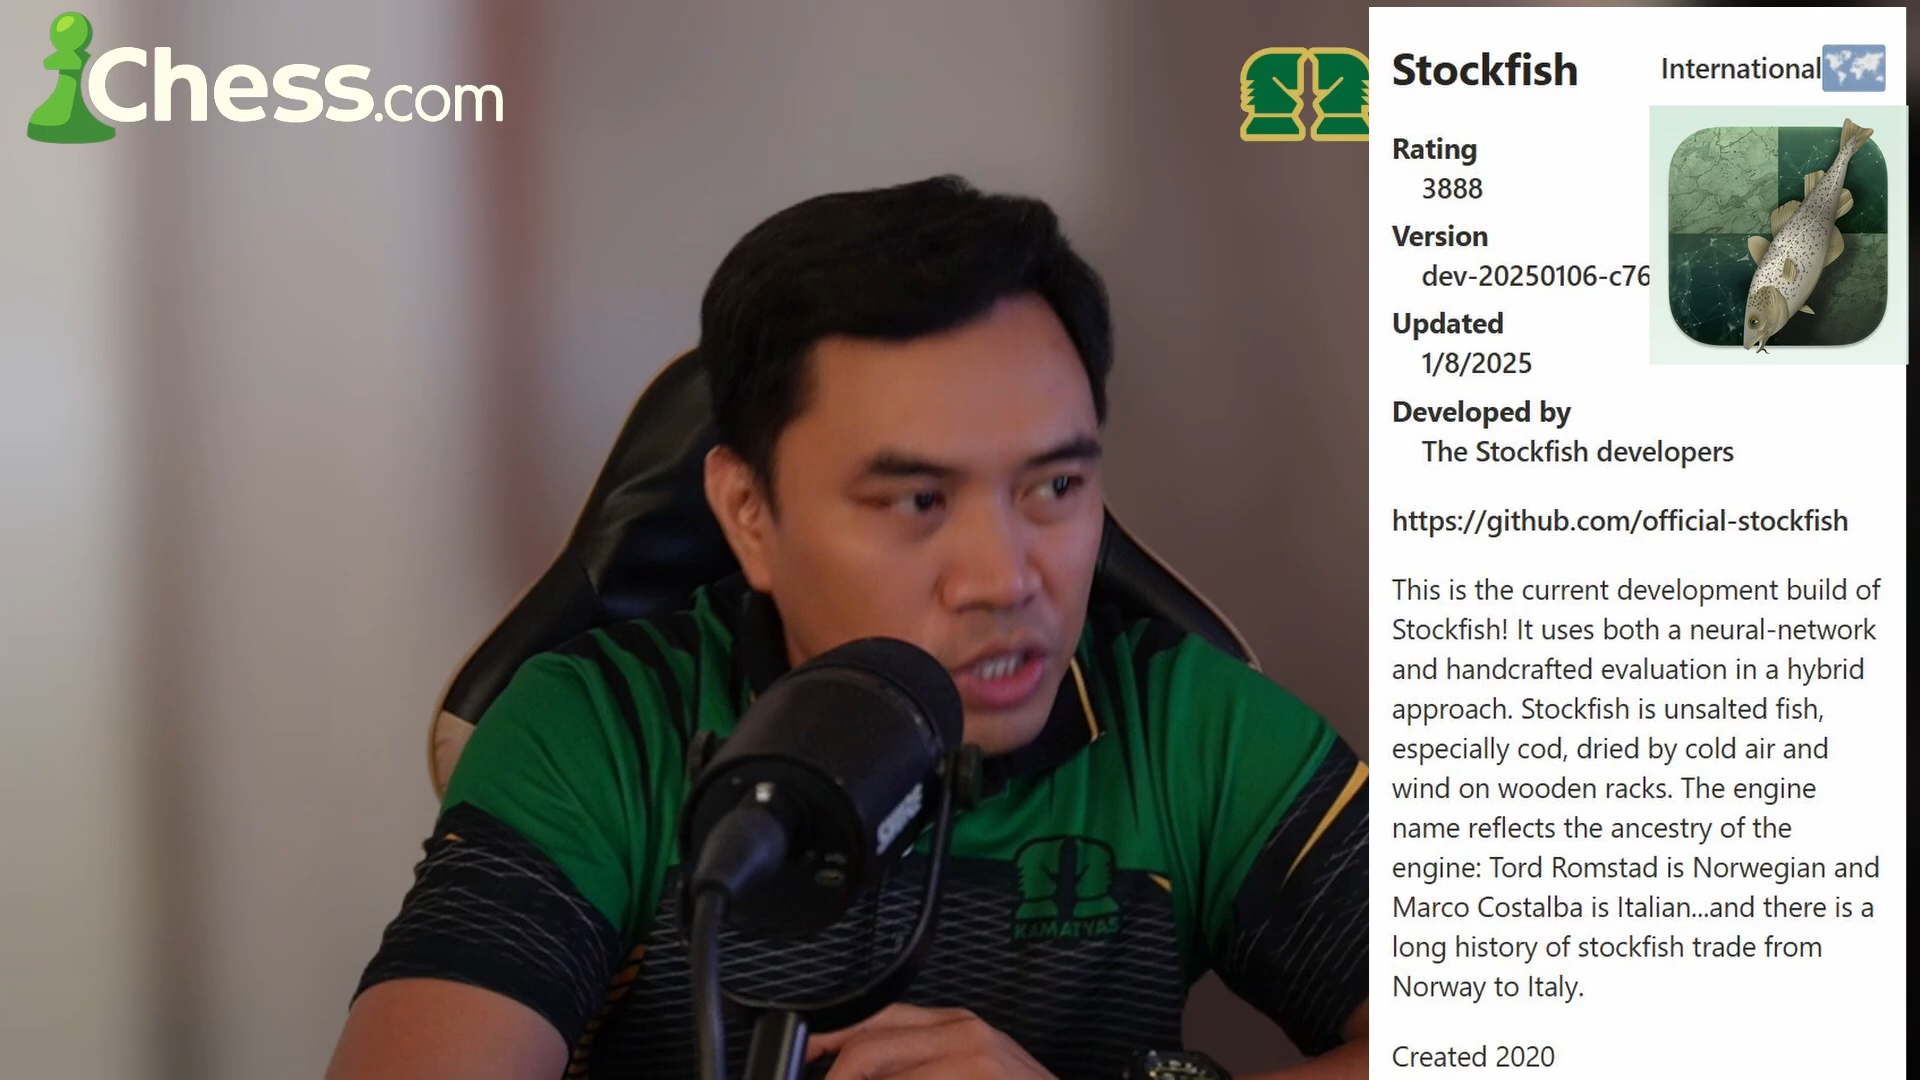 Chess.com
Stockfish
International
Rating
3888
Version
dev-20250106-c76
Updated
1/8/2025
Developed by
The Stockfish developers
https://github.com/official-stockfish
This is the current development build of
Stockfish! It uses both a neural-network
and handcrafted evaluation in a hybrid
approach. Stockfish is unsalted fish,
especially cod, dried by cold air and
wind on wooden racks. The engine
name reflects the ancestry of the
engine: Tord Romstad is Norwegian and
Marco Costalba is Italian...and there is a
long history of stockfish trade from
Norway to Italy.
Created 2020
KAMATYAS